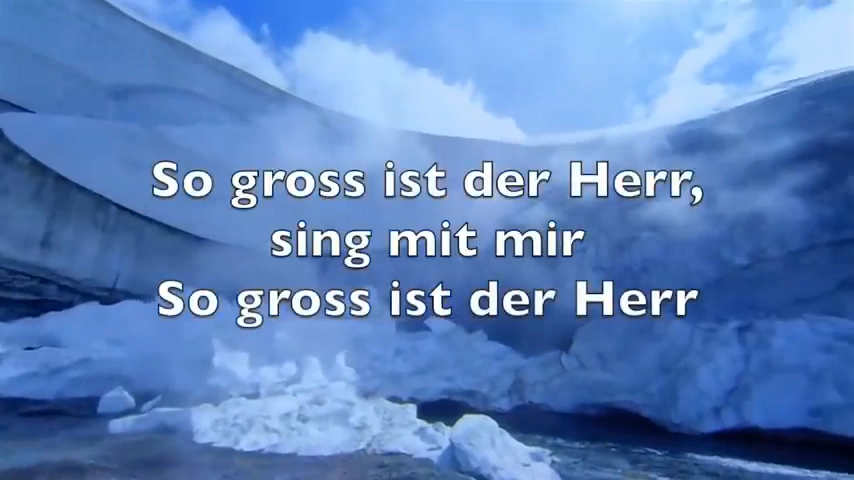 So gross ist der Herr,
sing mit mir
So gross ist der Herr